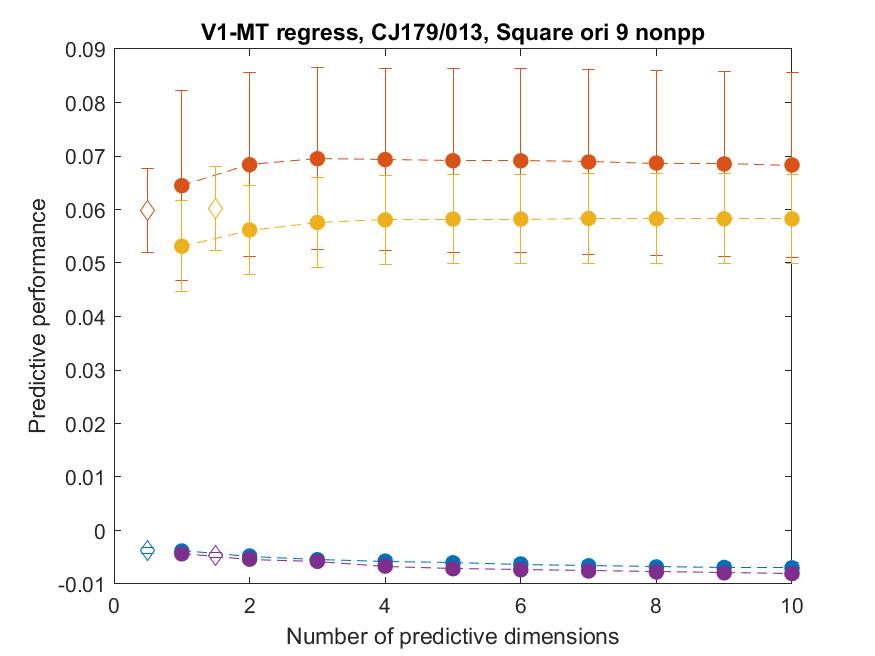 V1-MT regress, CJ179/013, Square ori 9 nonpp
0.09
0.08
0.07
0.06
0.05
0.04
0.03
0.02
0.01
0
-0.01
Predictive performance
0 2 4 6 8 10
Number of predictive dimensions